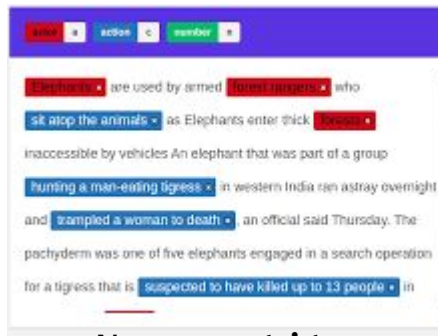 actor a action c number n
Elephants are used by armed forest rangers who
sit atop the animals as Elephants enter thick forests
inaccessible by vehicles An elephant that was part of a group
hunting a man-eating tigress in western India ran astray overnight
and trampled a woman to death , an official said Thursday. The
pachyderm was one of five elephants engaged in a search operation
for a tigress that is suspected to have killed up to 13 people in